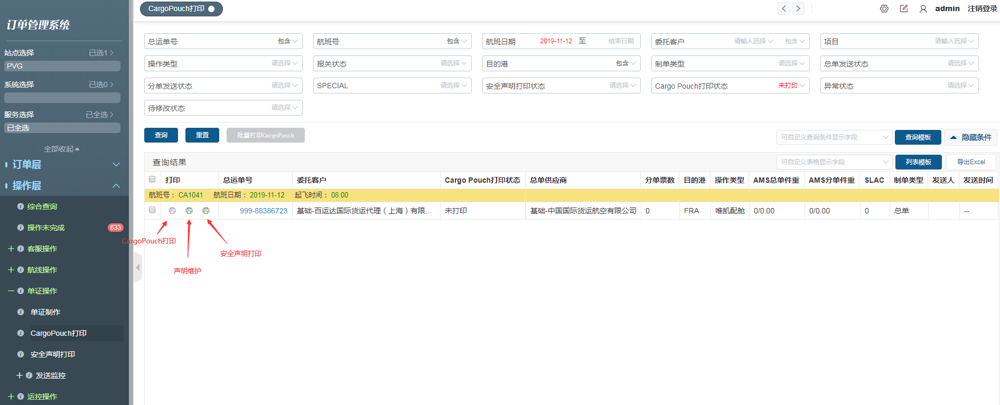 CargoPouch打印
admin 注销登录
订单管理系统
站点选择 已选1
PVG
系统选择 已选0
服务选择 已全选
已全选
全部收起
订单层
操作层
综合查询
操作未完成 633
客服操作
航线操作
单证操作
单证制作
CargoPouch打印
安全声明打印
发送监控
运控操作
总运单号 包含 航班号 包含 航班日期 2019-11-12 至 结束日期 委托客户 请输入选择 包含 项目 请输入选择
操作类型 请选择 报关状态 请选择 目的港 包含 制单类型 请选择 总单发送状态 请选择
分单发送状态 请选择 SPECIAL 请选择 安全声明打印状态 请选择 Cargo Pouch打印状态 未打印 异常状态 请选择
待修改状态 请选择
查询 重置 批量打印CargoPouch 可自定义查询条件显示字段 查询模板 隐藏条件
查询结果 可自定义表格显示字段 列表模板 导出Excel
打印 总运单号 委托客户 Cargo Pouch打印状态 总单供应商 分单票数 目的港 操作类型 AMS总单件重 AMS分单件重 SLAC 制单类型 发送人 发送时间
航班号： CA1041 航班日期： 2019-11-12 起飞时间： 08:00
999-88386723 基础-百运达国际货运代理（上海）有限... 未打印 基础-中国国际货运航空有限公司 0 FRA 唯凯配舱 0/0.00 0/0.00 0 总单 --
CargoPouch打印
安全声明打印
声明维护